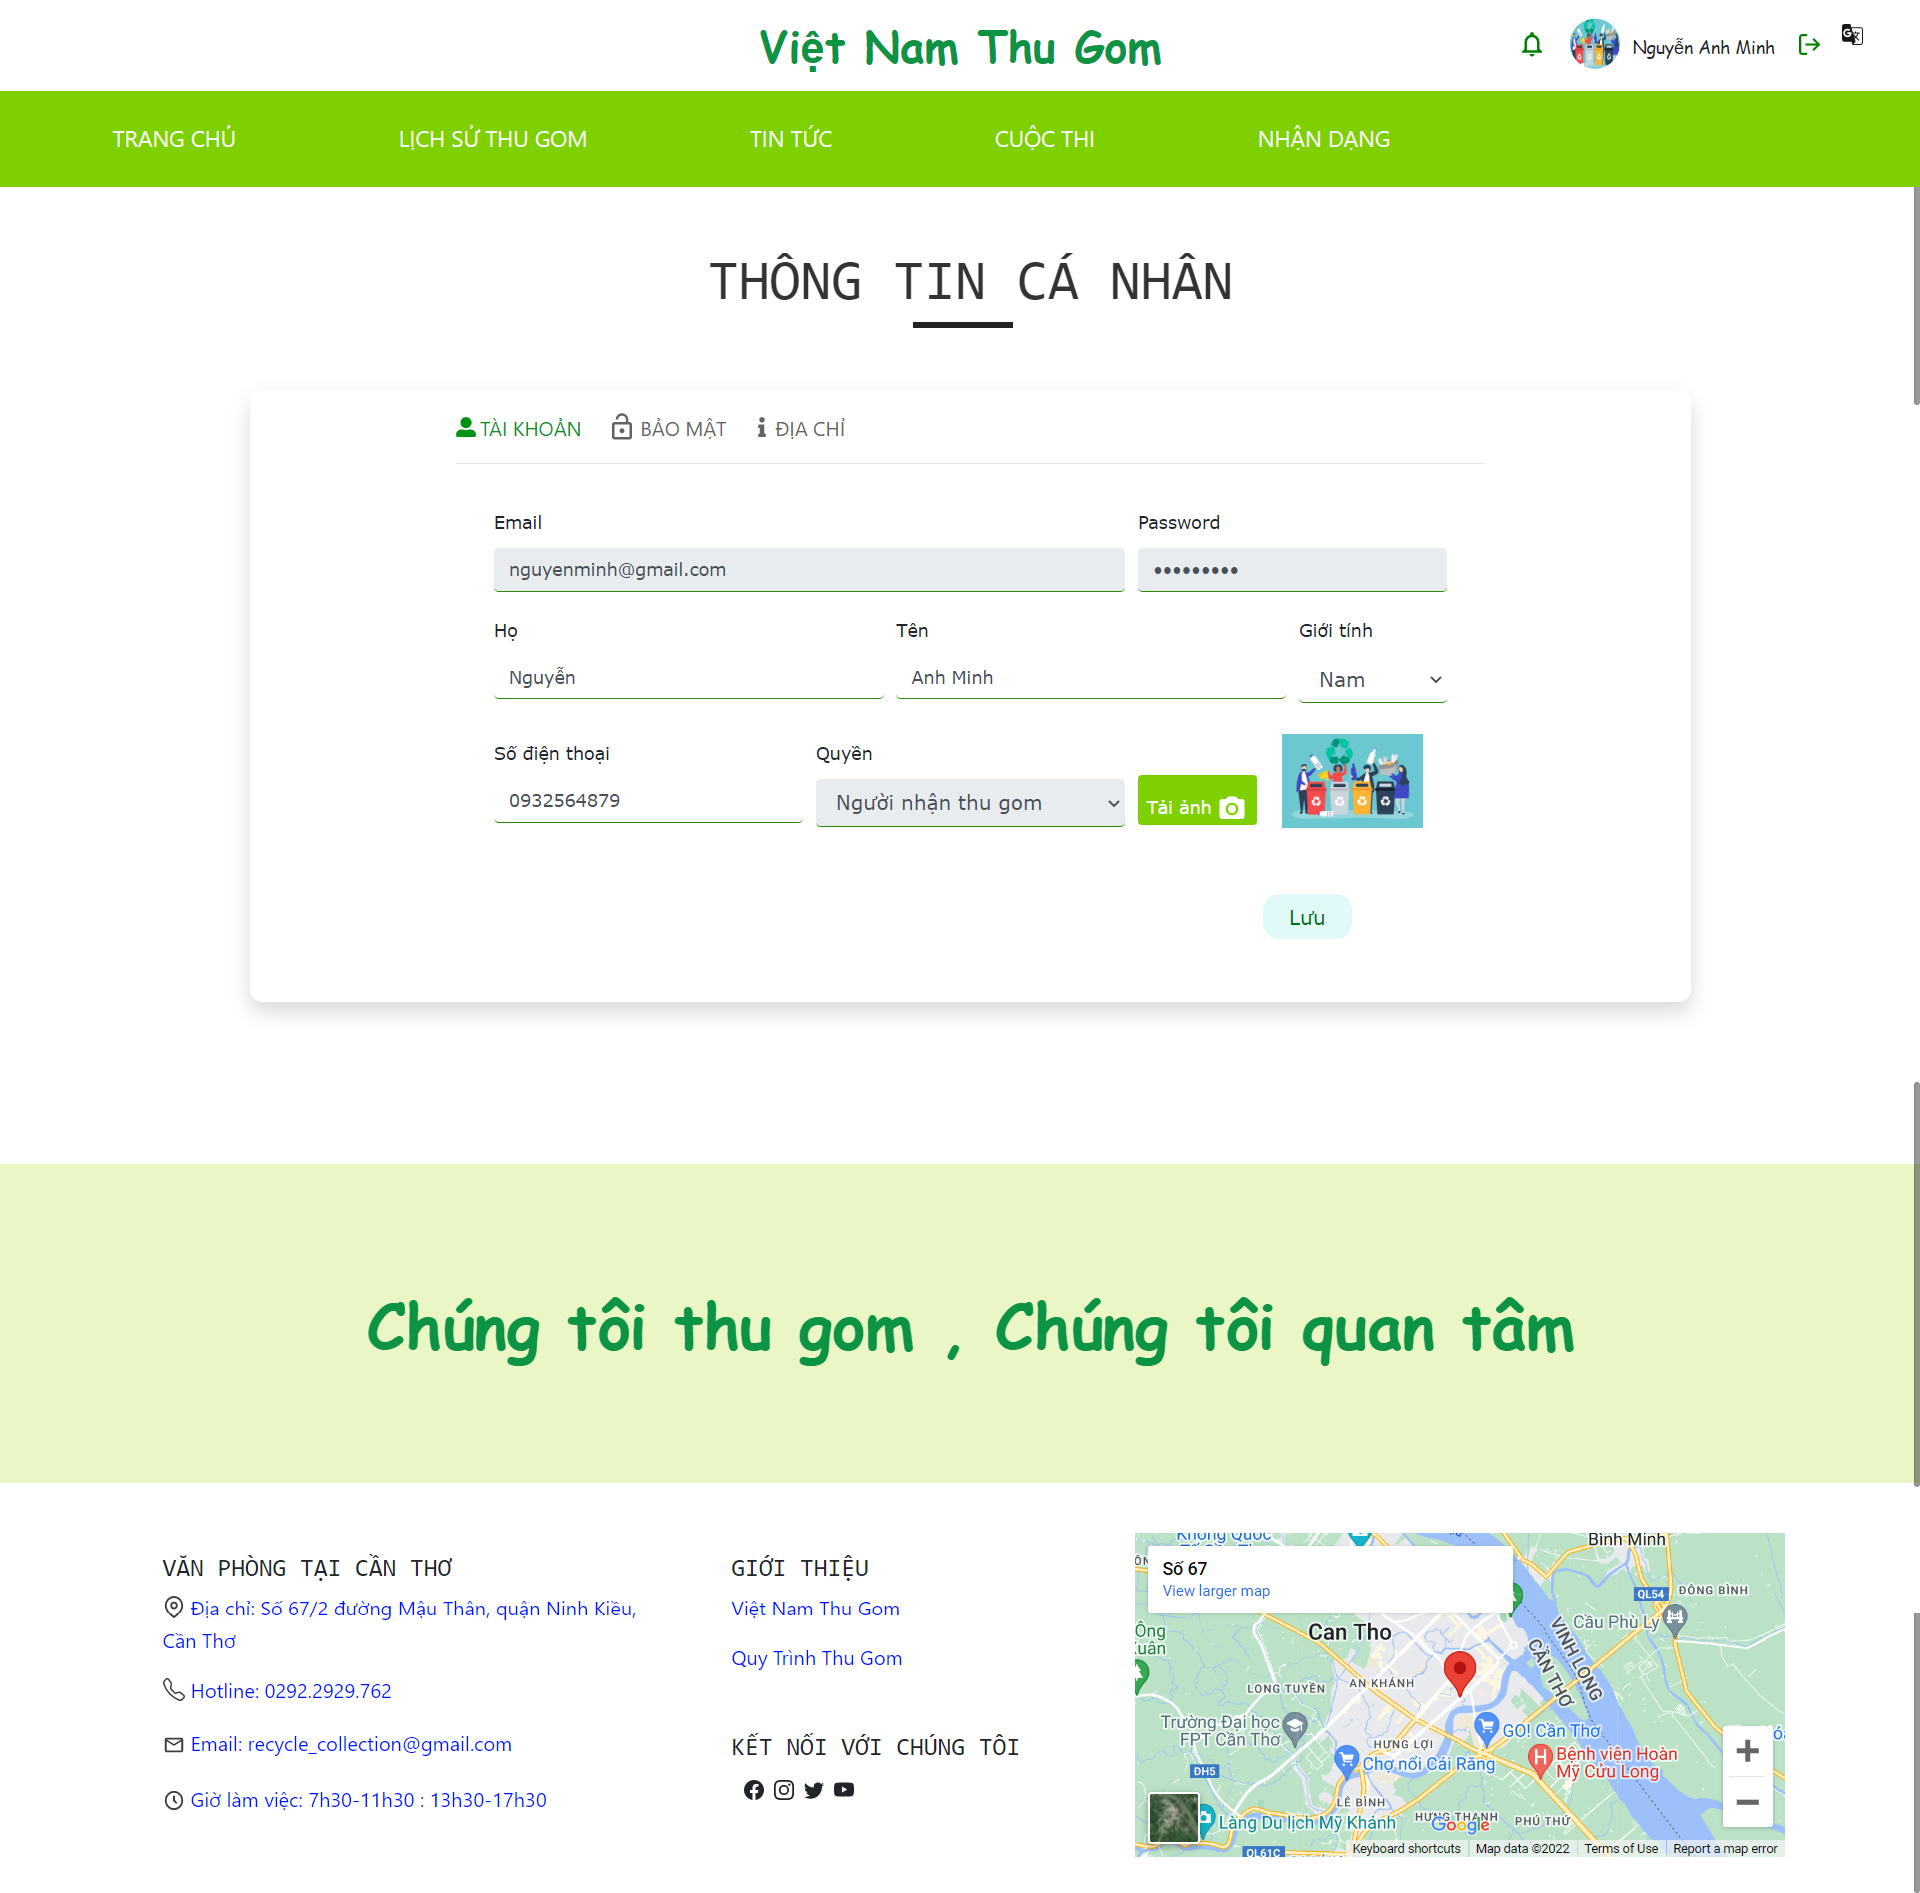 Việt Nam Thu Gom
Nguyễn Anh Minh
TRANG CHỦ
LỊCH SỬ THU GOM
TIN TỨC
CUỘC THI
NHẬN DẠNG
THÔNG TIN CÁ NHÂN
TÀI KHOẢN
BẢO MẬT
ĐỊA CHỈ
Email
Password
nguyenminh@gmail.com
•••••••••
Họ
Tên
Giới tính
Nguyễn
Anh Minh
Nam
Số điện thoại
Quyền
0932564879
Người nhận thu gom
Tải ảnh
Lưu
Chúng tôi thu gom , Chúng tôi quan tâm
VĂN PHÒNG TẠI CẦN THƠ
Địa chỉ: Số 67/2 đường Mậu Thân, quận Ninh Kiều,
Cần Thơ
Hotline: 0292.2929.762
Email: recycle_collection@gmail.com
Giờ làm việc: 7h30-11h30 : 13h30-17h30
GIỚI THIỆU
Việt Nam Thu Gom
Quy Trình Thu Gom
KẾT NỐI VỚI CHÚNG TÔI
Bình Minh
Số 67
View larger map
QL54
ĐÔNG BÌNH
Cầu Phù Ly
Can Tho
VINH LONG
CẦN THƠ
AN KHÁNH
LONG TUYỀN
Trường Đại học
FPT Cần Thơ
GO! Cần Thơ
HƯNG LỢI
Bệnh viện Hoàn
Mỹ Cửu Long
Chợ nổi Cái Răng
ĐH5
LÊ BÌNH
HƯNG THẠNH
PHÚ THỨ
Làng Du lịch Mỹ Khánh
Google
QL61C
Keyboard shortcuts
Map data ©2022
Terms of Use
Report a map error